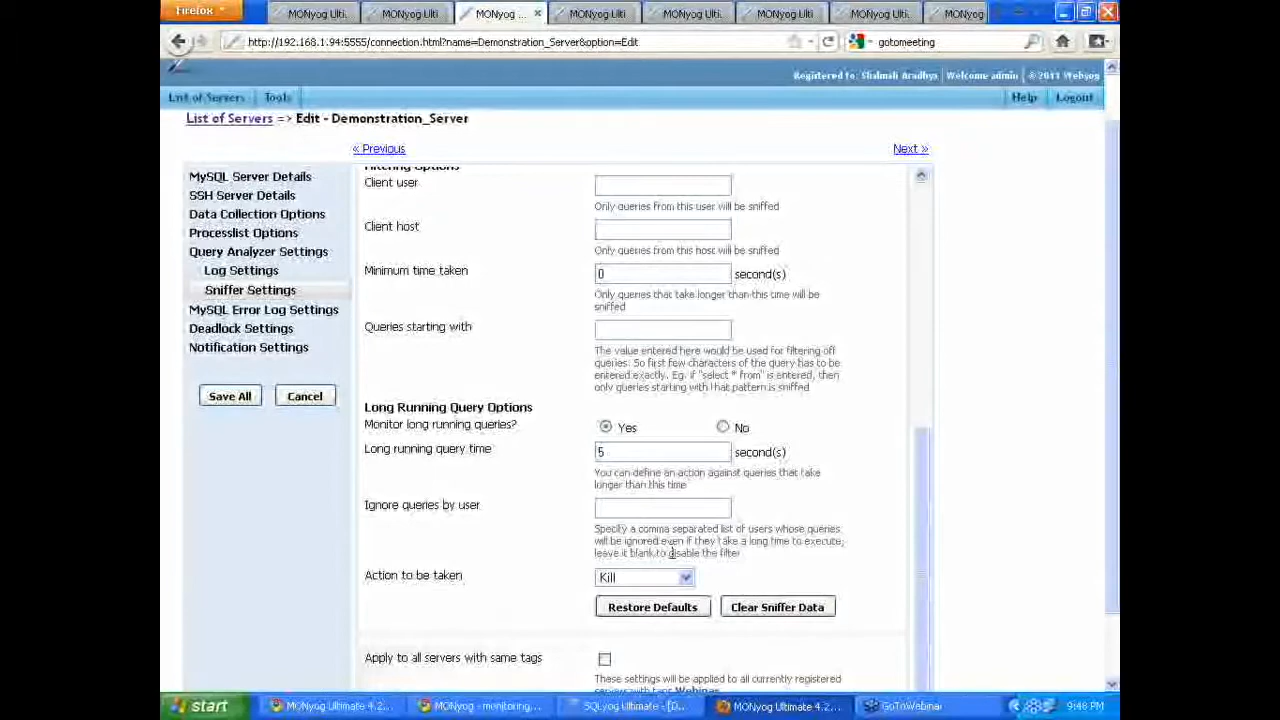 Firefox
MONyog Ulti.
MONyog Ulti.
MONyog ...
MONyog Ulti
MONyog Ulti.
MONyog Ulti
MONyog Ulti.
MONyog
http://192.168.1.94:5555/connection.html?name=Demonstration_Server&option=Edit
gotomeeting
Registered to: Shalmali Aradhya
Welcome admin
© 2011 Webyog
List of Servers
Tools
Help
Logout
List of Servers => Edit - Demonstration_Server
« Previous
Next »
MySQL Server Details
SSH Server Details
Data Collection Options
Processlist Options
Query Analyzer Settings
Log Settings
Sniffer Settings
MySQL Error Log Settings
Deadlock Settings
Notification Settings
Save All
Cancel
Filtering Options
Client user
Only queries from this user will be sniffed
Client host
Only queries from this host will be sniffed
Minimum time taken
0
second(s)
Only queries that take longer than this time will be
sniffed
Queries starting with
The value entered here would be used for filtering off
queries. So first few characters of the query has to be
entered exactly. Eg. if "select * from" is entered, then
only queries starting with that pattern is sniffed
Long Running Query Options
Monitor long running queries?
Yes
No
Long running query time
5
second(s)
You can define an action against queries that take
longer than this time
Ignore queries by user
Specify a comma separated list of users whose queries
will be ignored even if they take a long time to execute;
leave it blank to disable the filter
Action to be taken
Kill
Restore Defaults
Clear Sniffer Data
Apply to all servers with same tags
These settings will be applied to all currently registered
servers with tags Webinar
start
MONyog Ultimate 4.2...
MONyog - monitoring...
SQLyog Ultimate - [D...
MONyog Ultimate 4.2...
GoToWebinar
9:48 PM